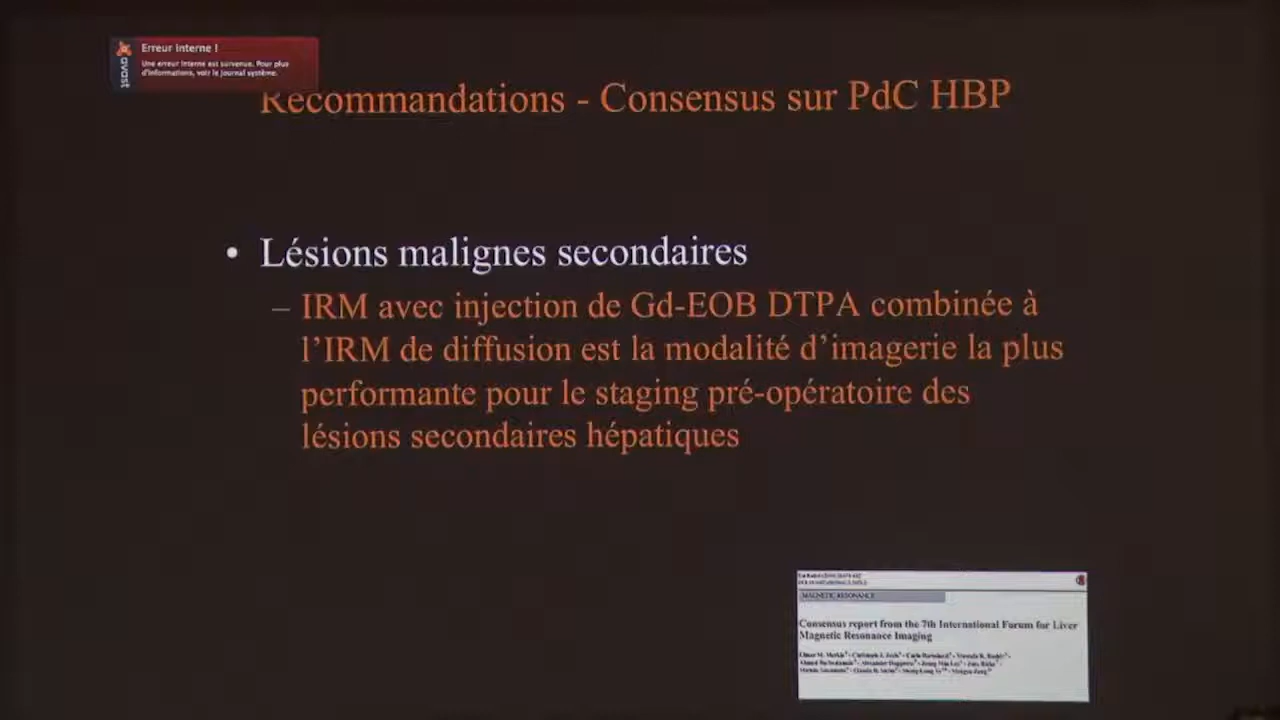 Erreur interne !
Une erreur interne est survenue. Pour plus
d'informations, voir le journal système.
avast
Recommandations - Consensus sur PdC HBP
• Lésions malignes secondaires
– IRM avec injection de Gd-EOB DTPA combinée à
l'IRM de diffusion est la modalité d'imagerie la plus
performante pour le staging pré-opératoire des
lésions secondaires hépatiques
MAGNETIC RESONANCE
Consensus report from the 7th International Forum for Liver
Magnetic Resonance Imaging